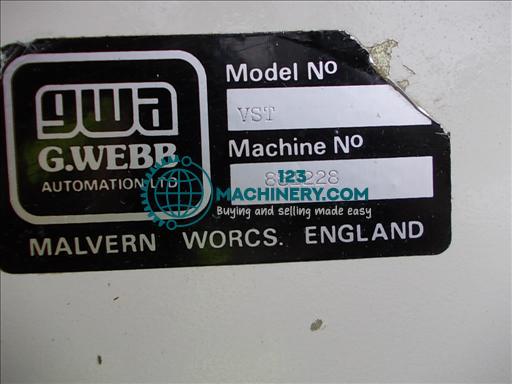 gwa
G.WEBB
AUTOMATION LTD
Model No
VST
Machine No
123
MACHINERY.COM
Buying and selling made easy
MALVERN WORCS. ENGLAND